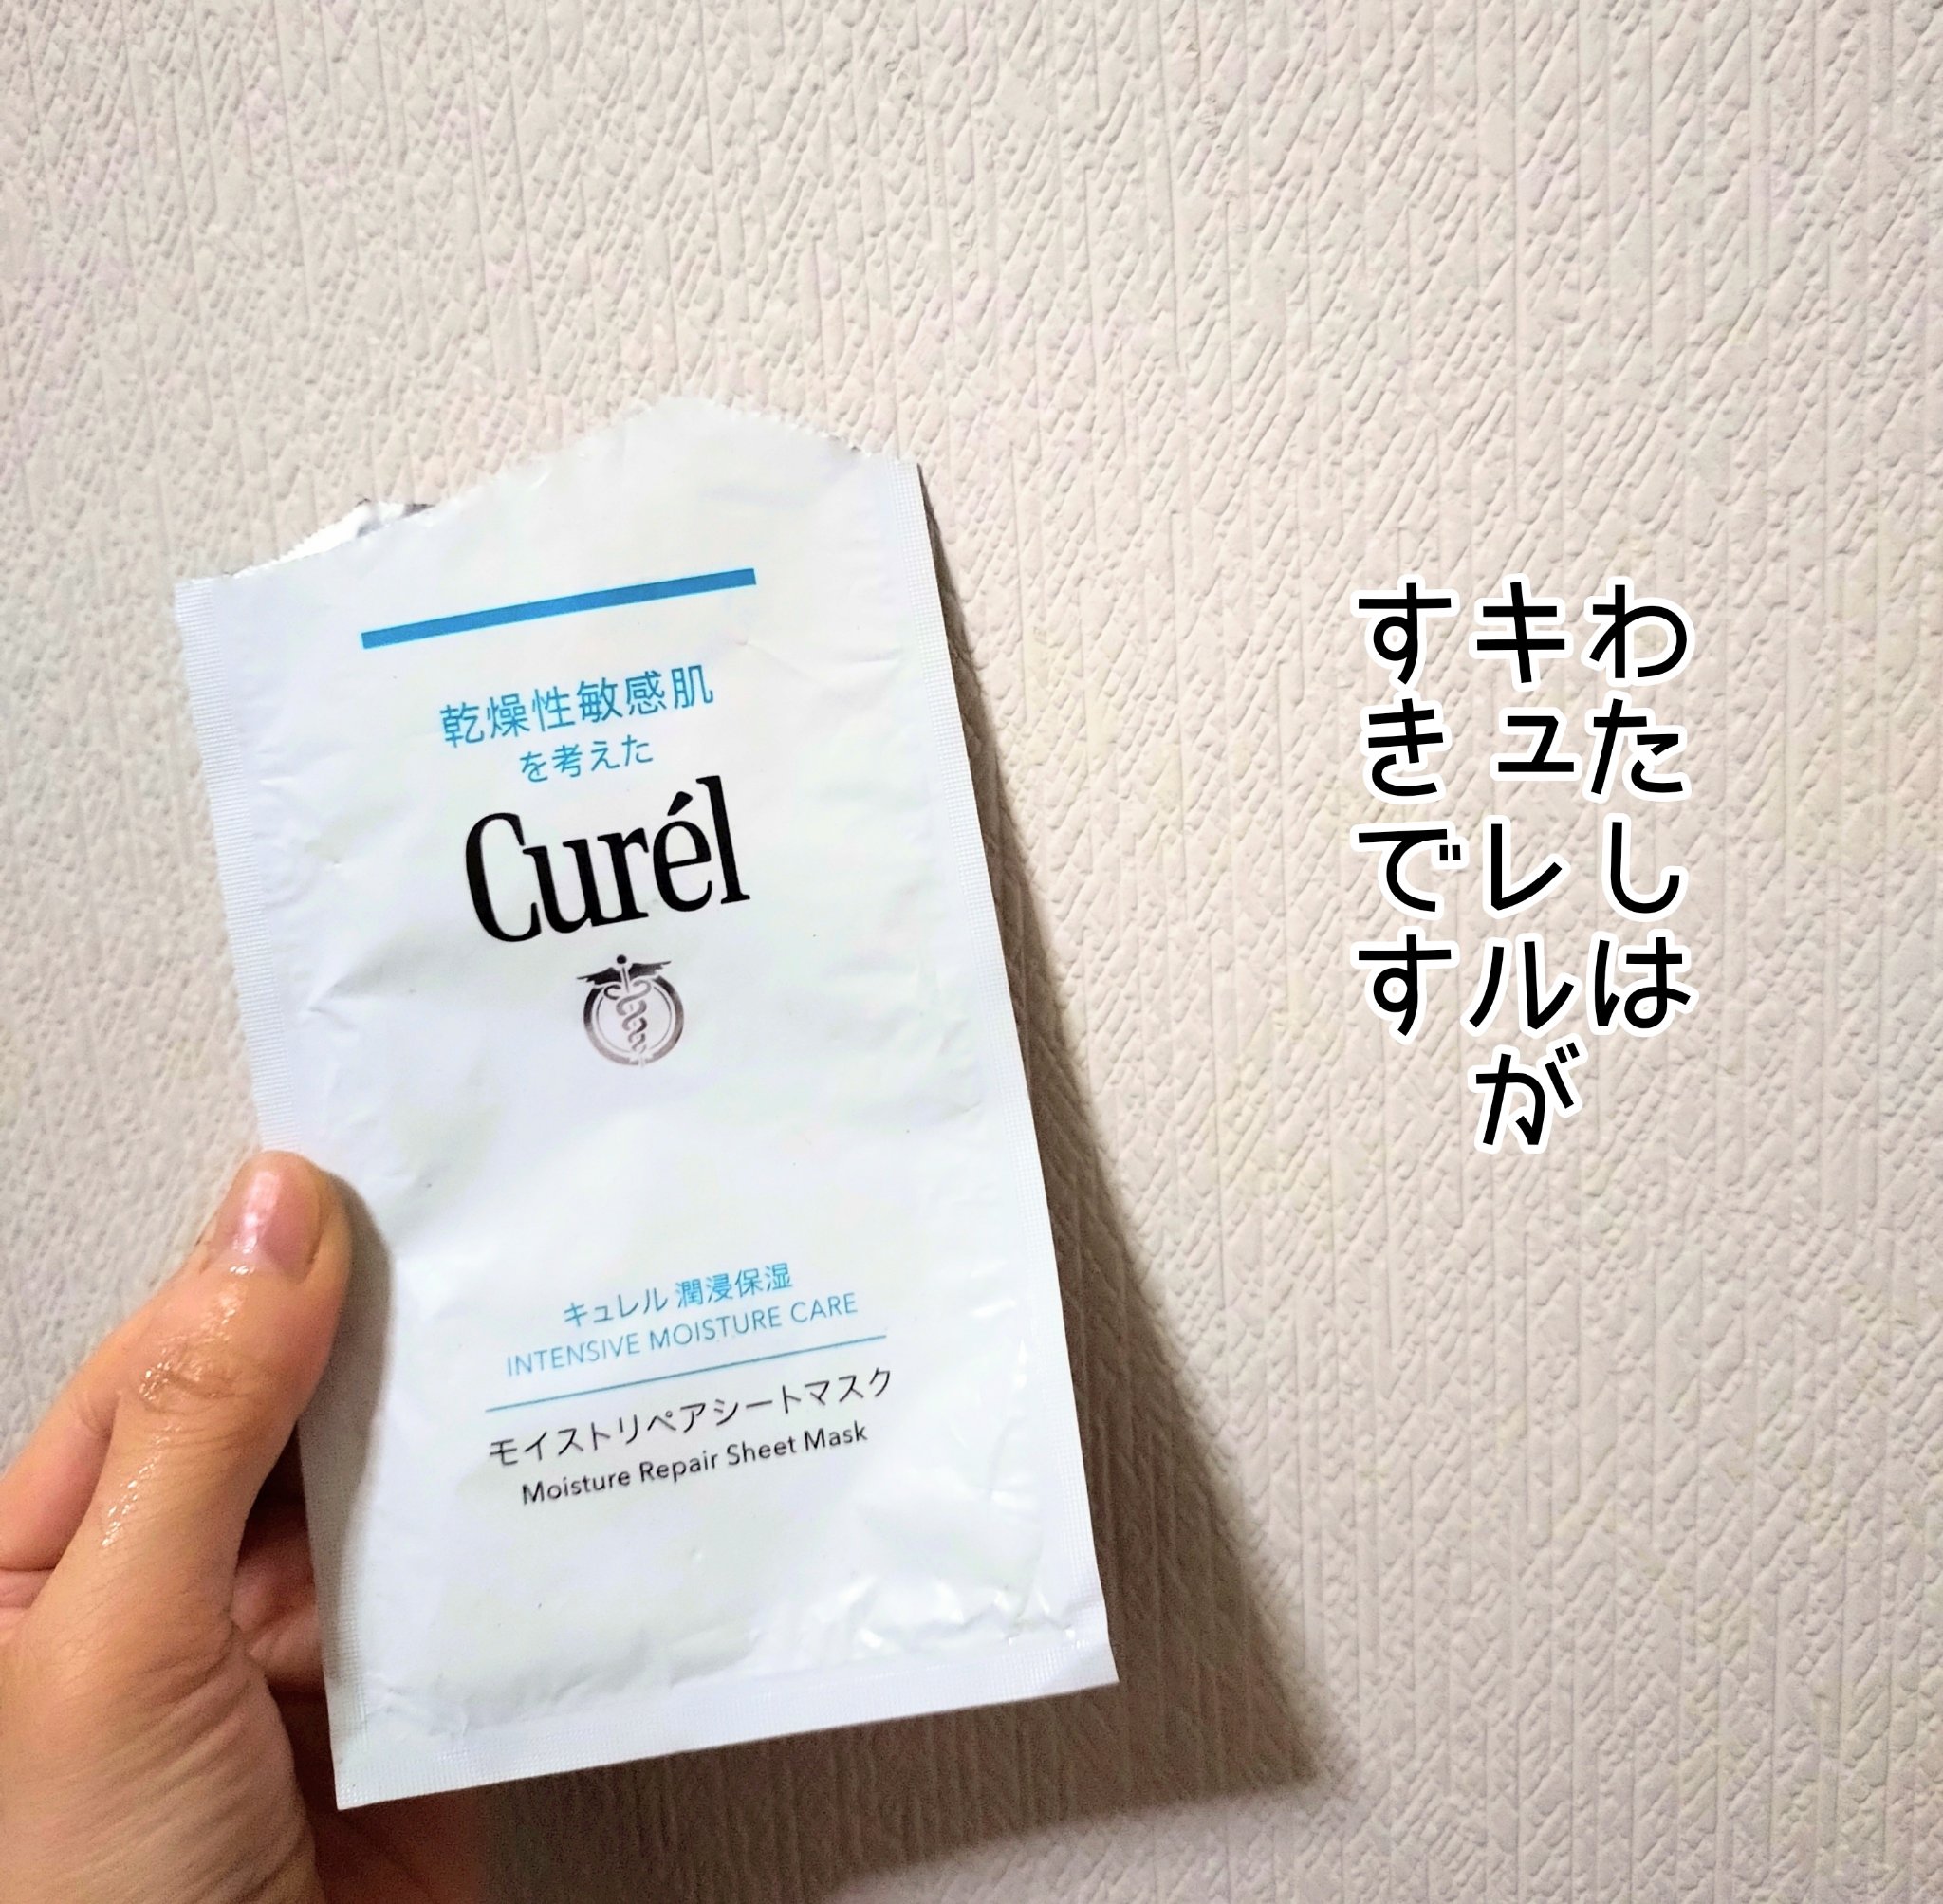 乾燥性敏感肌
を考えた
Curél
キュレル 潤浸保湿
INTENSIVE MOISTURE CARE
モイストリペアシートマスク
Moisture Repair Sheet Mask
わたしは
キュレルが
すきです